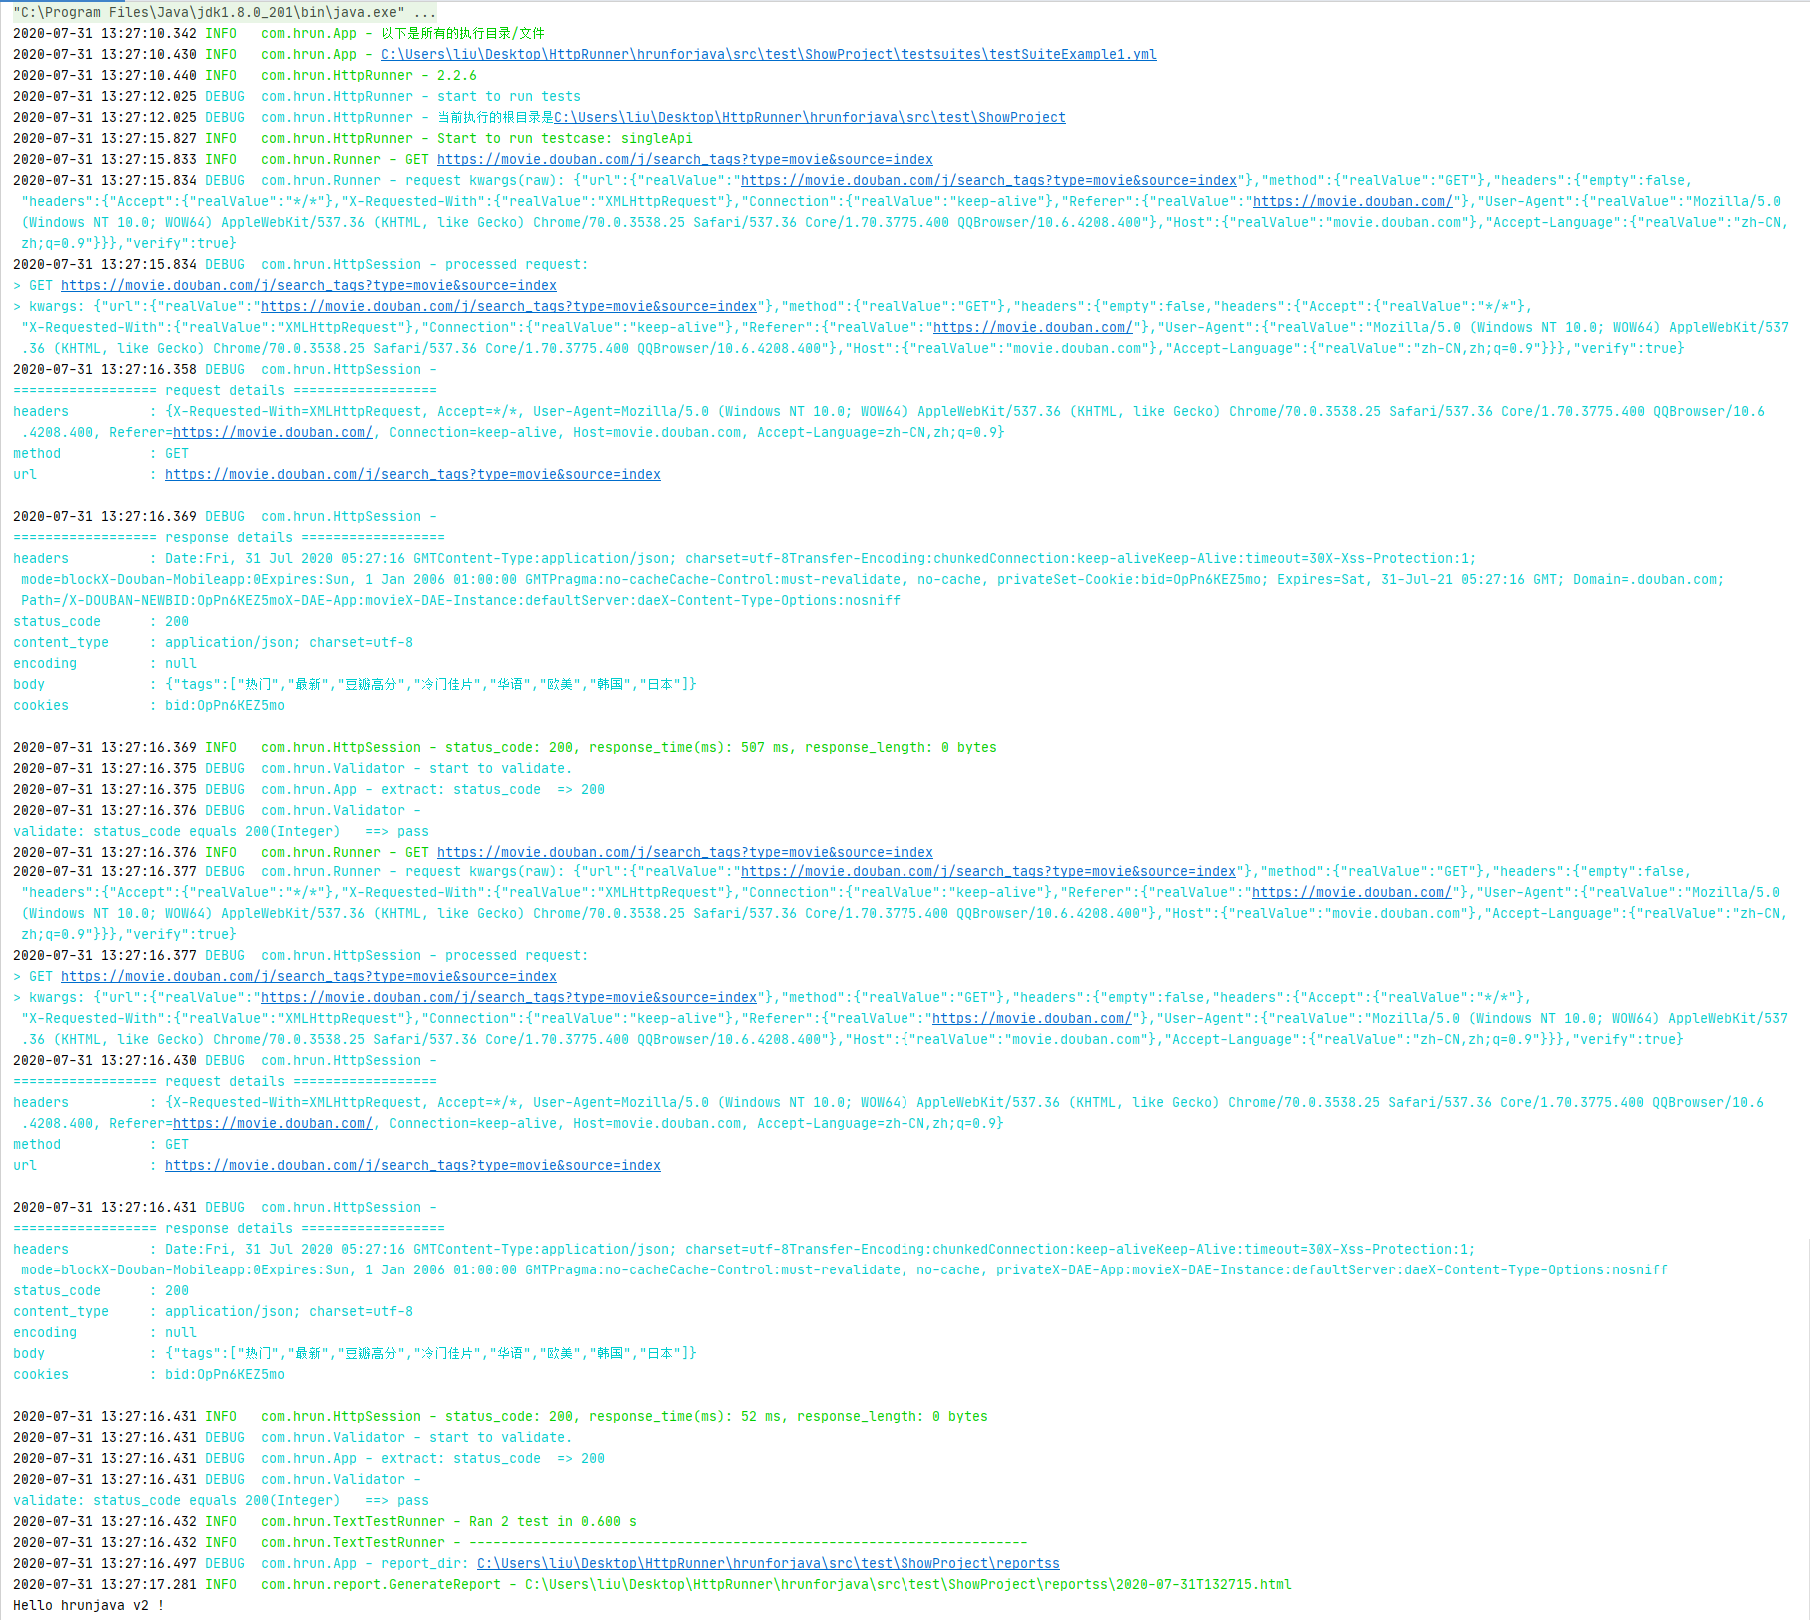 "C:\Program Files\Java\jdk1.8.0_201\bin\java.exe" ...
2020-07-31 13:27:10.342 INFO   com.hrun.App - 以下是所有的执行目录/文件
2020-07-31 13:27:10.430 INFO   com.hrun.App - C:\Users\liu\Desktop\HttpRunner\hrunforjava\src\test\ShowProject\testsuites\testSuiteExample1.yml
2020-07-31 13:27:10.440 INFO   com.hrun.HttpRunner - 2.2.6
2020-07-31 13:27:12.025 DEBUG  com.hrun.HttpRunner - start to run tests
2020-07-31 13:27:12.025 DEBUG  com.hrun.HttpRunner - 当前执行的根目录是C:\Users\liu\Desktop\HttpRunner\hrunforjava\src\test\ShowProject
2020-07-31 13:27:15.827 INFO   com.hrun.HttpRunner - Start to run testcase: singleApi
2020-07-31 13:27:15.833 INFO   com.hrun.Runner - GET https://movie.douban.com/j/search_tags?type=movie&source=index
2020-07-31 13:27:15.834 DEBUG  com.hrun.Runner - request kwargs(raw): {"url":{"realValue":"https://movie.douban.com/j/search_tags?type=movie&source=index"},"method":{"realValue":"GET"},"headers":{"empty":false,
"headers":{"Accept":{"realValue":"*/*"},"X-Requested-With":{"realValue":"XMLHttpRequest"},"Connection":{"realValue":"keep-alive"},"Referer":{"realValue":"https://movie.douban.com/"},"User-Agent":{"realValue":"Mozilla/5.0
(Windows NT 10.0; WOW64) AppleWebKit/537.36 (KHTML, like Gecko) Chrome/70.0.3538.25 Safari/537.36 Core/1.70.3775.400 QQBrowser/10.6.4208.400"},"Host":{"realValue":"movie.douban.com"},"Accept-Language":{"realValue":"zh-CN,
zh;q=0.9"}}},"verify":true}
2020-07-31 13:27:15.834 DEBUG  com.hrun.HttpSession - processed request:
> GET https://movie.douban.com/j/search_tags?type=movie&source=index
> kwargs: {"url":{"realValue":"https://movie.douban.com/j/search_tags?type=movie&source=index"},"method":{"realValue":"GET"},"headers":{"empty":false,"headers":{"Accept":{"realValue":"*/*"},
"X-Requested-With":{"realValue":"XMLHttpRequest"},"Connection":{"realValue":"keep-alive"},"Referer":{"realValue":"https://movie.douban.com/"},"User-Agent":{"realValue":"Mozilla/5.0 (Windows NT 10.0; WOW64) AppleWebKit/537
.36 (KHTML, like Gecko) Chrome/70.0.3538.25 Safari/537.36 Core/1.70.3775.400 QQBrowser/10.6.4208.400"},"Host":{"realValue":"movie.douban.com"},"Accept-Language":{"realValue":"zh-CN,zh;q=0.9"}}},"verify":true}
2020-07-31 13:27:16.358 DEBUG  com.hrun.HttpSession -
================== request details ==================
headers          : {X-Requested-With=XMLHttpRequest, Accept=*/*, User-Agent=Mozilla/5.0 (Windows NT 10.0; WOW64) AppleWebKit/537.36 (KHTML, like Gecko) Chrome/70.0.3538.25 Safari/537.36 Core/1.70.3775.400 QQBrowser/10.6
.4208.400, Referer=https://movie.douban.com/, Connection=keep-alive, Host=movie.douban.com, Accept-Language=zh-CN,zh;q=0.9}
method           : GET
url              : https://movie.douban.com/j/search_tags?type=movie&source=index
2020-07-31 13:27:16.369 DEBUG  com.hrun.HttpSession -
================== response details ==================
headers          : Date:Fri, 31 Jul 2020 05:27:16 GMTContent-Type:application/json; charset=utf-8Transfer-Encoding:chunkedConnection:keep-aliveKeep-Alive:timeout=30X-Xss-Protection:1;
mode=blockX-Douban-Mobileapp:0Expires:Sun, 1 Jan 2006 01:00:00 GMTPragma:no-cacheCache-Control:must-revalidate, no-cache, privateSet-Cookie:bid=OpPn6KEZ5mo; Expires=Sat, 31-Jul-21 05:27:16 GMT; Domain=.douban.com;
Path=/X-DOUBAN-NEWBID:OpPn6KEZ5moX-DAE-App:movieX-DAE-Instance:defaultServer:daeX-Content-Type-Options:nosniff
status_code      : 200
content_type     : application/json; charset=utf-8
encoding         : null
body             : {"tags":["热门","最新","豆瓣高分","冷门佳片","华语","欧美","韩国","日本"]}
cookies          : bid:OpPn6KEZ5mo
2020-07-31 13:27:16.369 INFO   com.hrun.HttpSession - status_code: 200, response_time(ms): 507 ms, response_length: 0 bytes
2020-07-31 13:27:16.375 DEBUG  com.hrun.Validator - start to validate.
2020-07-31 13:27:16.375 DEBUG  com.hrun.App - extract: status_code  => 200
2020-07-31 13:27:16.376 DEBUG  com.hrun.Validator -
validate: status_code equals 200(Integer)   ==> pass
2020-07-31 13:27:16.376 INFO   com.hrun.Runner - GET https://movie.douban.com/j/search_tags?type=movie&source=index
2020-07-31 13:27:16.377 DEBUG  com.hrun.Runner - request kwargs(raw): {"url":{"realValue":"https://movie.douban.com/j/search_tags?type=movie&source=index"},"method":{"realValue":"GET"},"headers":{"empty":false,
"headers":{"Accept":{"realValue":"*/*"},"X-Requested-With":{"realValue":"XMLHttpRequest"},"Connection":{"realValue":"keep-alive"},"Referer":{"realValue":"https://movie.douban.com/"},"User-Agent":{"realValue":"Mozilla/5.0
(Windows NT 10.0; WOW64) AppleWebKit/537.36 (KHTML, like Gecko) Chrome/70.0.3538.25 Safari/537.36 Core/1.70.3775.400 QQBrowser/10.6.4208.400"},"Host":{"realValue":"movie.douban.com"},"Accept-Language":{"realValue":"zh-CN,
zh;q=0.9"}}},"verify":true}
2020-07-31 13:27:16.377 DEBUG  com.hrun.HttpSession - processed request:
> GET https://movie.douban.com/j/search_tags?type=movie&source=index
> kwargs: {"url":{"realValue":"https://movie.douban.com/j/search_tags?type=movie&source=index"},"method":{"realValue":"GET"},"headers":{"empty":false,"headers":{"Accept":{"realValue":"*/*"},
"X-Requested-With":{"realValue":"XMLHttpRequest"},"Connection":{"realValue":"keep-alive"},"Referer":{"realValue":"https://movie.douban.com/"},"User-Agent":{"realValue":"Mozilla/5.0 (Windows NT 10.0; WOW64) AppleWebKit/537
.36 (KHTML, like Gecko) Chrome/70.0.3538.25 Safari/537.36 Core/1.70.3775.400 QQBrowser/10.6.4208.400"},"Host":{"realValue":"movie.douban.com"},"Accept-Language":{"realValue":"zh-CN,zh;q=0.9"}}},"verify":true}
2020-07-31 13:27:16.430 DEBUG  com.hrun.HttpSession -
================== request details ==================
headers          : {X-Requested-With=XMLHttpRequest, Accept=*/*, User-Agent=Mozilla/5.0 (Windows NT 10.0; WOW64) AppleWebKit/537.36 (KHTML, like Gecko) Chrome/70.0.3538.25 Safari/537.36 Core/1.70.3775.400 QQBrowser/10.6
.4208.400, Referer=https://movie.douban.com/, Connection=keep-alive, Host=movie.douban.com, Accept-Language=zh-CN,zh;q=0.9}
method           : GET
url              : https://movie.douban.com/j/search_tags?type=movie&source=index
2020-07-31 13:27:16.431 DEBUG  com.hrun.HttpSession -
================== response details ==================
headers          : Date:Fri, 31 Jul 2020 05:27:16 GMTContent-Type:application/json; charset=utf-8Transfer-Encoding:chunkedConnection:keep-aliveKeep-Alive:timeout=30X-Xss-Protection:1;
mode=blockX-Douban-Mobileapp:0Expires:Sun, 1 Jan 2006 01:00:00 GMTPragma:no-cacheCache-Control:must-revalidate, no-cache, privateX-DAE-App:movieX-DAE-Instance:defaultServer:daeX-Content-Type-Options:nosniff
status_code      : 200
content_type     : application/json; charset=utf-8
encoding         : null
body             : {"tags":["热门","最新","豆瓣高分","冷门佳片","华语","欧美","韩国","日本"]}
cookies          : bid:OpPn6KEZ5mo
2020-07-31 13:27:16.431 INFO   com.hrun.HttpSession - status_code: 200, response_time(ms): 52 ms, response_length: 0 bytes
2020-07-31 13:27:16.431 DEBUG  com.hrun.Validator - start to validate.
2020-07-31 13:27:16.431 DEBUG  com.hrun.App - extract: status_code  => 200
2020-07-31 13:27:16.431 DEBUG  com.hrun.Validator -
validate: status_code equals 200(Integer)   ==> pass
2020-07-31 13:27:16.432 INFO   com.hrun.TextTestRunner - Ran 2 test in 0.600 s
2020-07-31 13:27:16.432 INFO   com.hrun.TextTestRunner - ----------------------------------------------------------------------
2020-07-31 13:27:16.497 DEBUG  com.hrun.App - report_dir: C:\Users\liu\Desktop\HttpRunner\hrunforjava\src\test\ShowProject\reportss
2020-07-31 13:27:17.281 INFO   com.hrun.report.GenerateReport - C:\Users\liu\Desktop\HttpRunner\hrunforjava\src\test\ShowProject\reportss\2020-07-31T132715.html
Hello hrunjava v2 !